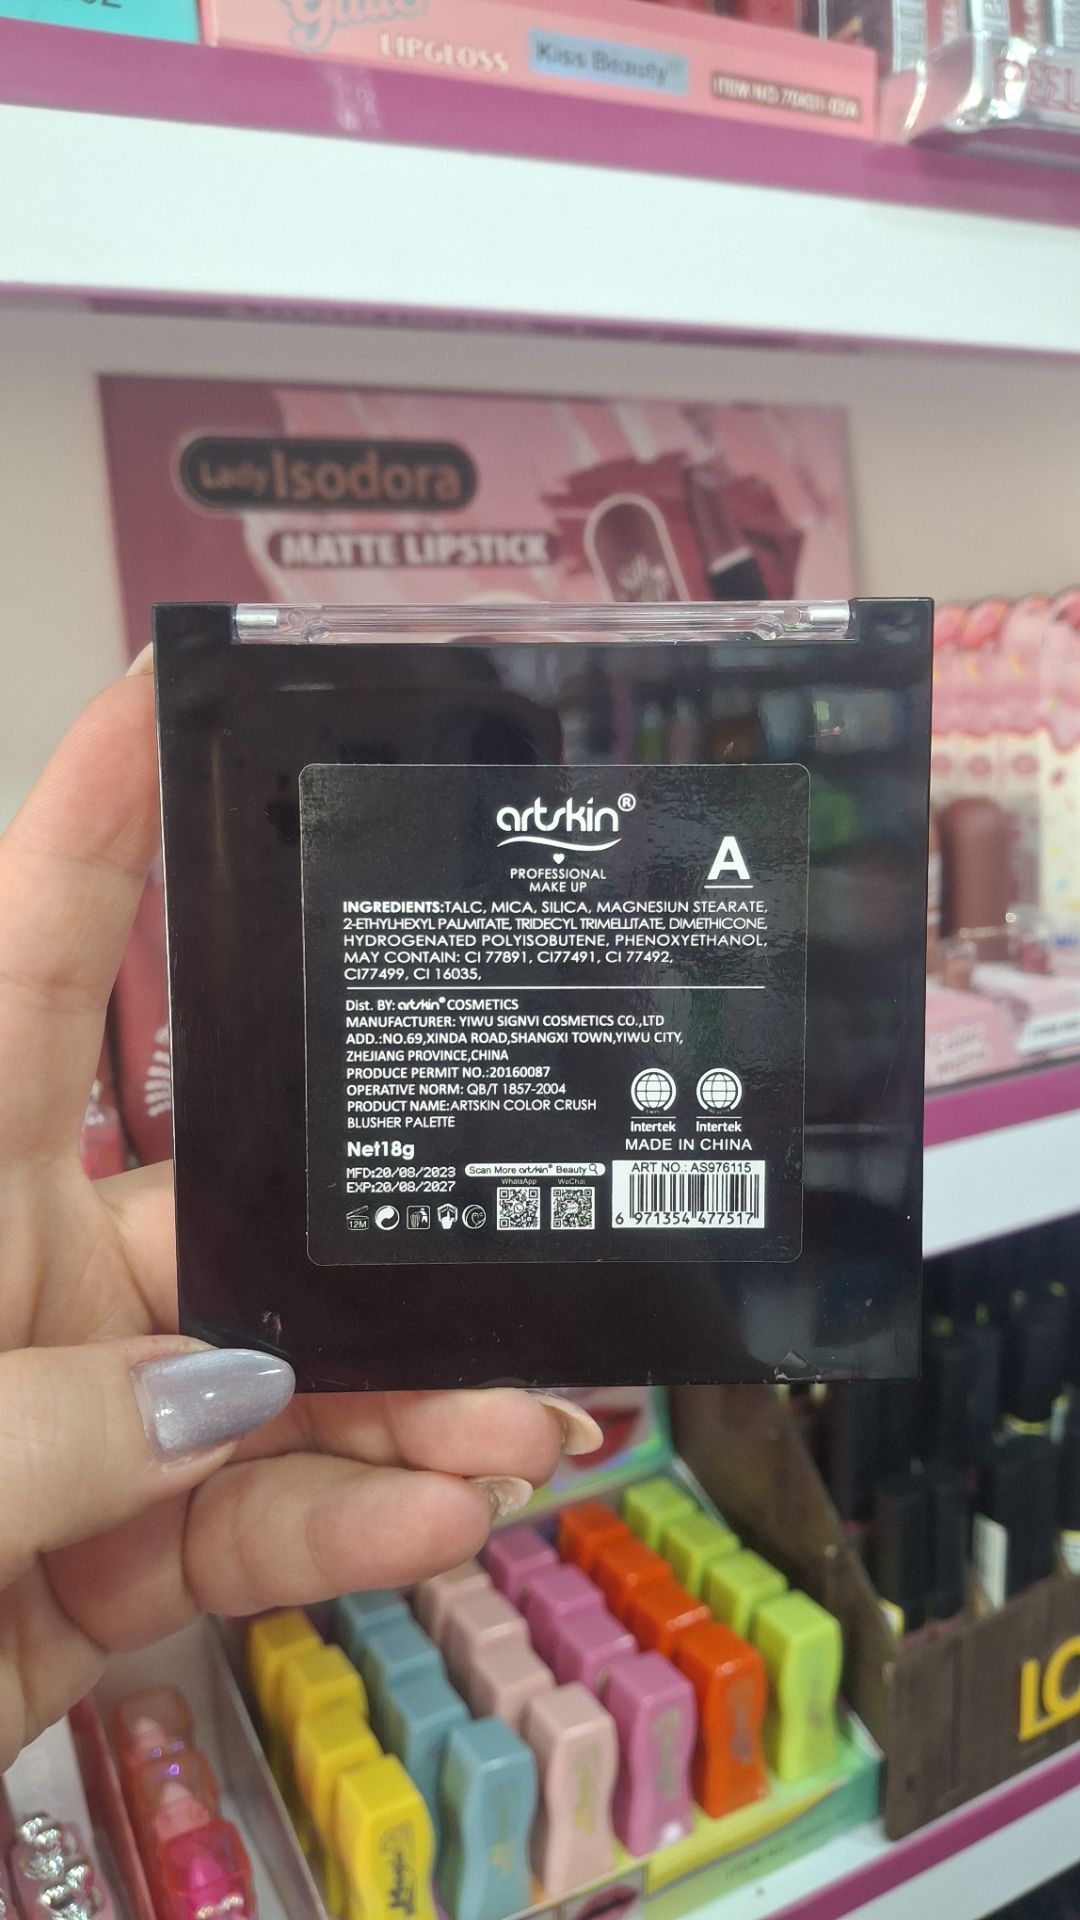 LIPGLOSS
Kiss Beauty
Lady Isodora
MATTE LIPSTICK
artskin®
PROFESSIONAL
MAKE UP
A
INGREDIENTS:TALC, MICA, SILICA, MAGNESIUN STEARATE,
2-ETHYLHEXYL PALMITATE, TRIDECYL TRIMELLITATE, DIMETHICONE,
HYDROGENATED POLYISOBUTENE, PHENOXYETHANOL,
MAY CONTAIN: CI 77891, CI77491, CI 77492,
CI77499, CI 16035,
Dist. BY: artskin® COSMETICS
MANUFACTURER: YIWU SIGNVI COSMETICS CO.,LTD
ADD.:NO.69,XINDA ROAD,SHANGXI TOWN,YIWU CITY,
ZHEJIANG PROVINCE,CHINA
PRODUCE PERMIT NO.:20160087
OPERATIVE NORM: QB/T 1857-2004
PRODUCT NAME:ARTSKIN COLOR CRUSH
BLUSHER PALETTE
Intertek Intertek
MADE IN CHINA
Net18g
MFD:20/08/2023
EXP:20/08/2027
Scan More artskin® Beauty
WhatsApp WeChat
12M
ART NO.: AS976115
6 971354 477517
LO